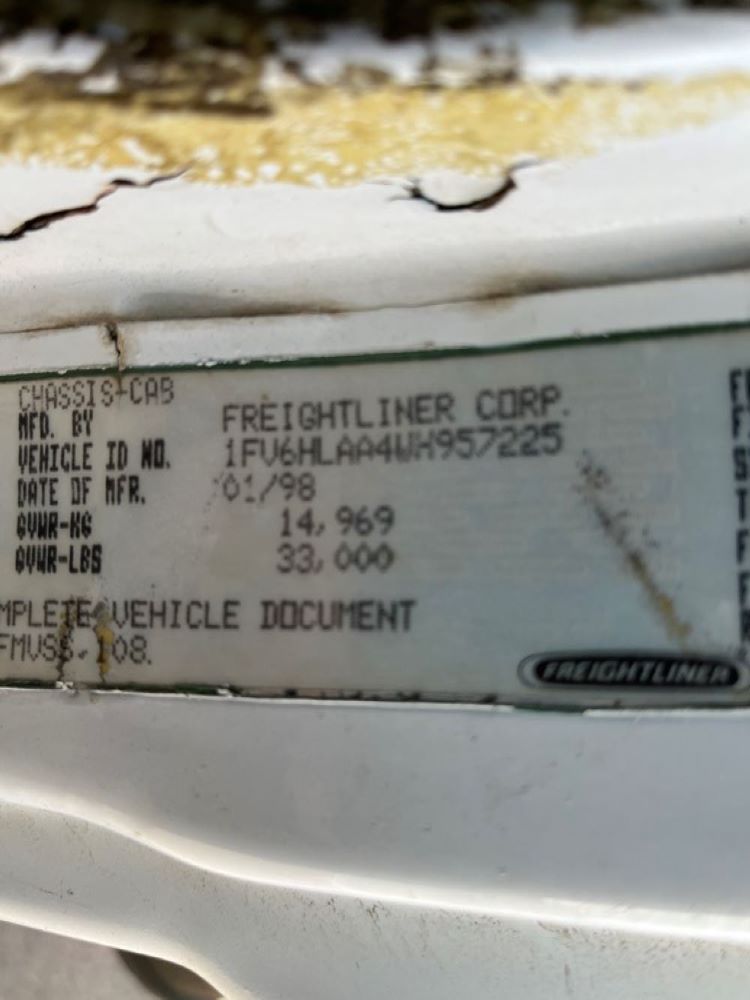 CHASSIS-CAB
MFD. BY FREIGHTLINER CORP.
VEHICLE ID NO. 1FV6HLAA4WH957225
DATE OF MFR. 01/98
GVWR-KG 14,969
GVWR-LBS 33,000
MPLETE VEHICLE DOCUMENT
FMVSS. 108.
FREIGHTLINER